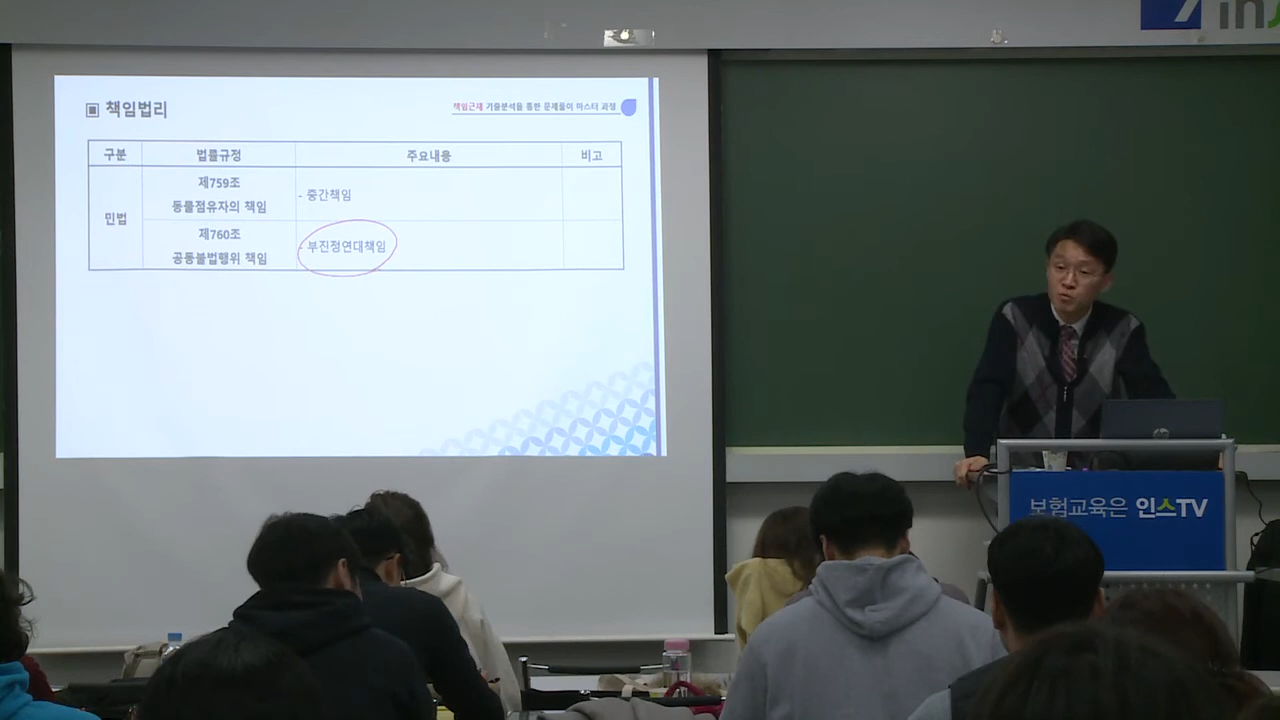 책임법리
책임근재 기출분석을 통한 문제풀이 마스터 과정
구분 법률규정 주요내용 비고
민법
제759조
동물점유자의 책임
- 중간책임
제760조
공동불법행위 책임
- 부진정연대책임
보험교육은 인스TV
hp